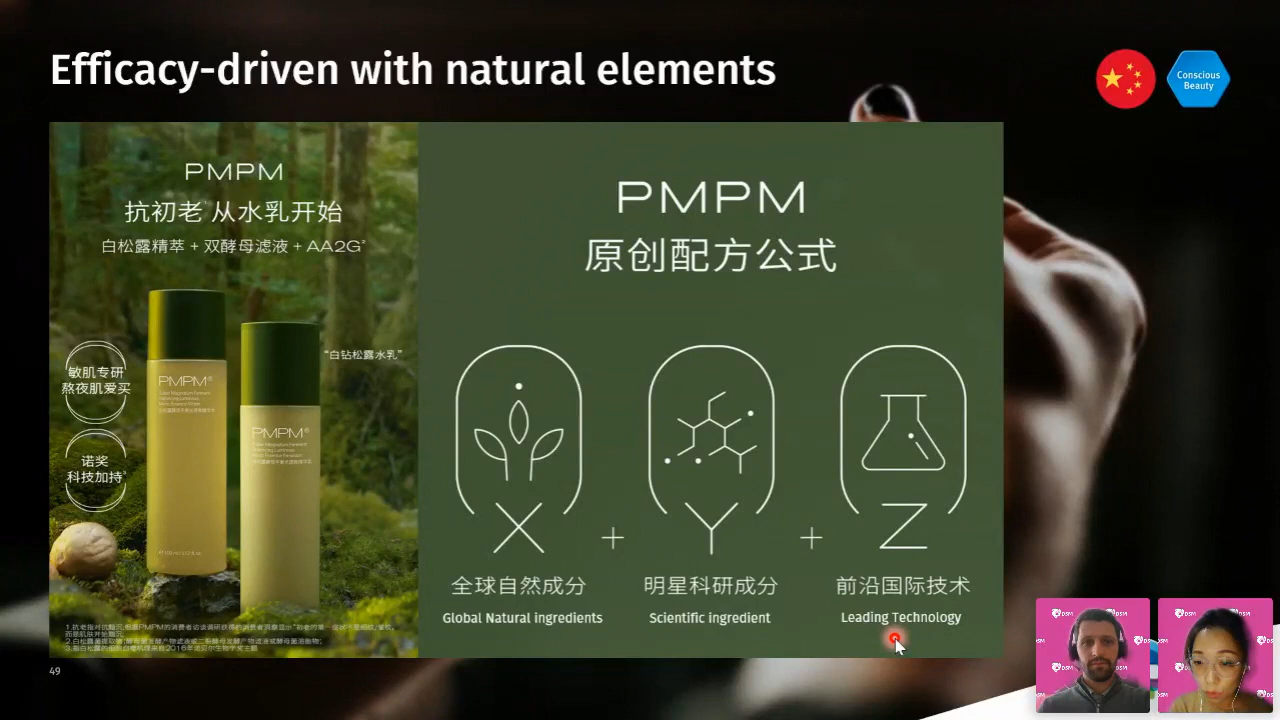 Efficacy-driven with natural elements
Conscious
Beauty
PMPM
抗初老 从水乳开始
白松露精萃 + 双酵母滤液 + AA2G
"白钻松露水乳"
敏肌专研
熬夜肌爱买
诺奖
科技加持
PMPM
PMPM
PMPM
原创配方公式
X + Y + Z
全球自然成分
明星科研成分
前沿国际技术
Global Natural ingredients
Scientific ingredient
Leading Technology
49
DSM
DSM